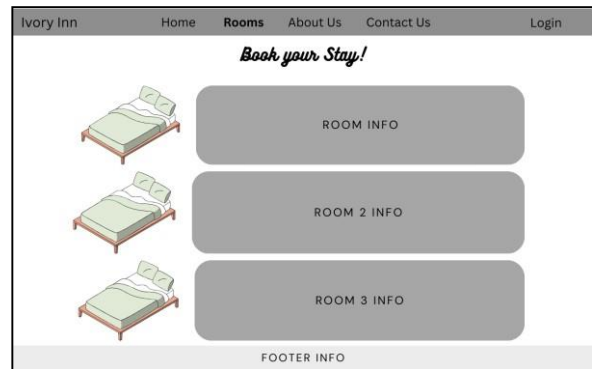 Ivory Inn Home Rooms About Us Contact Us Login
Book your Stay!
ROOM INFO
ROOM 2 INFO
ROOM 3 INFO
FOOTER INFO